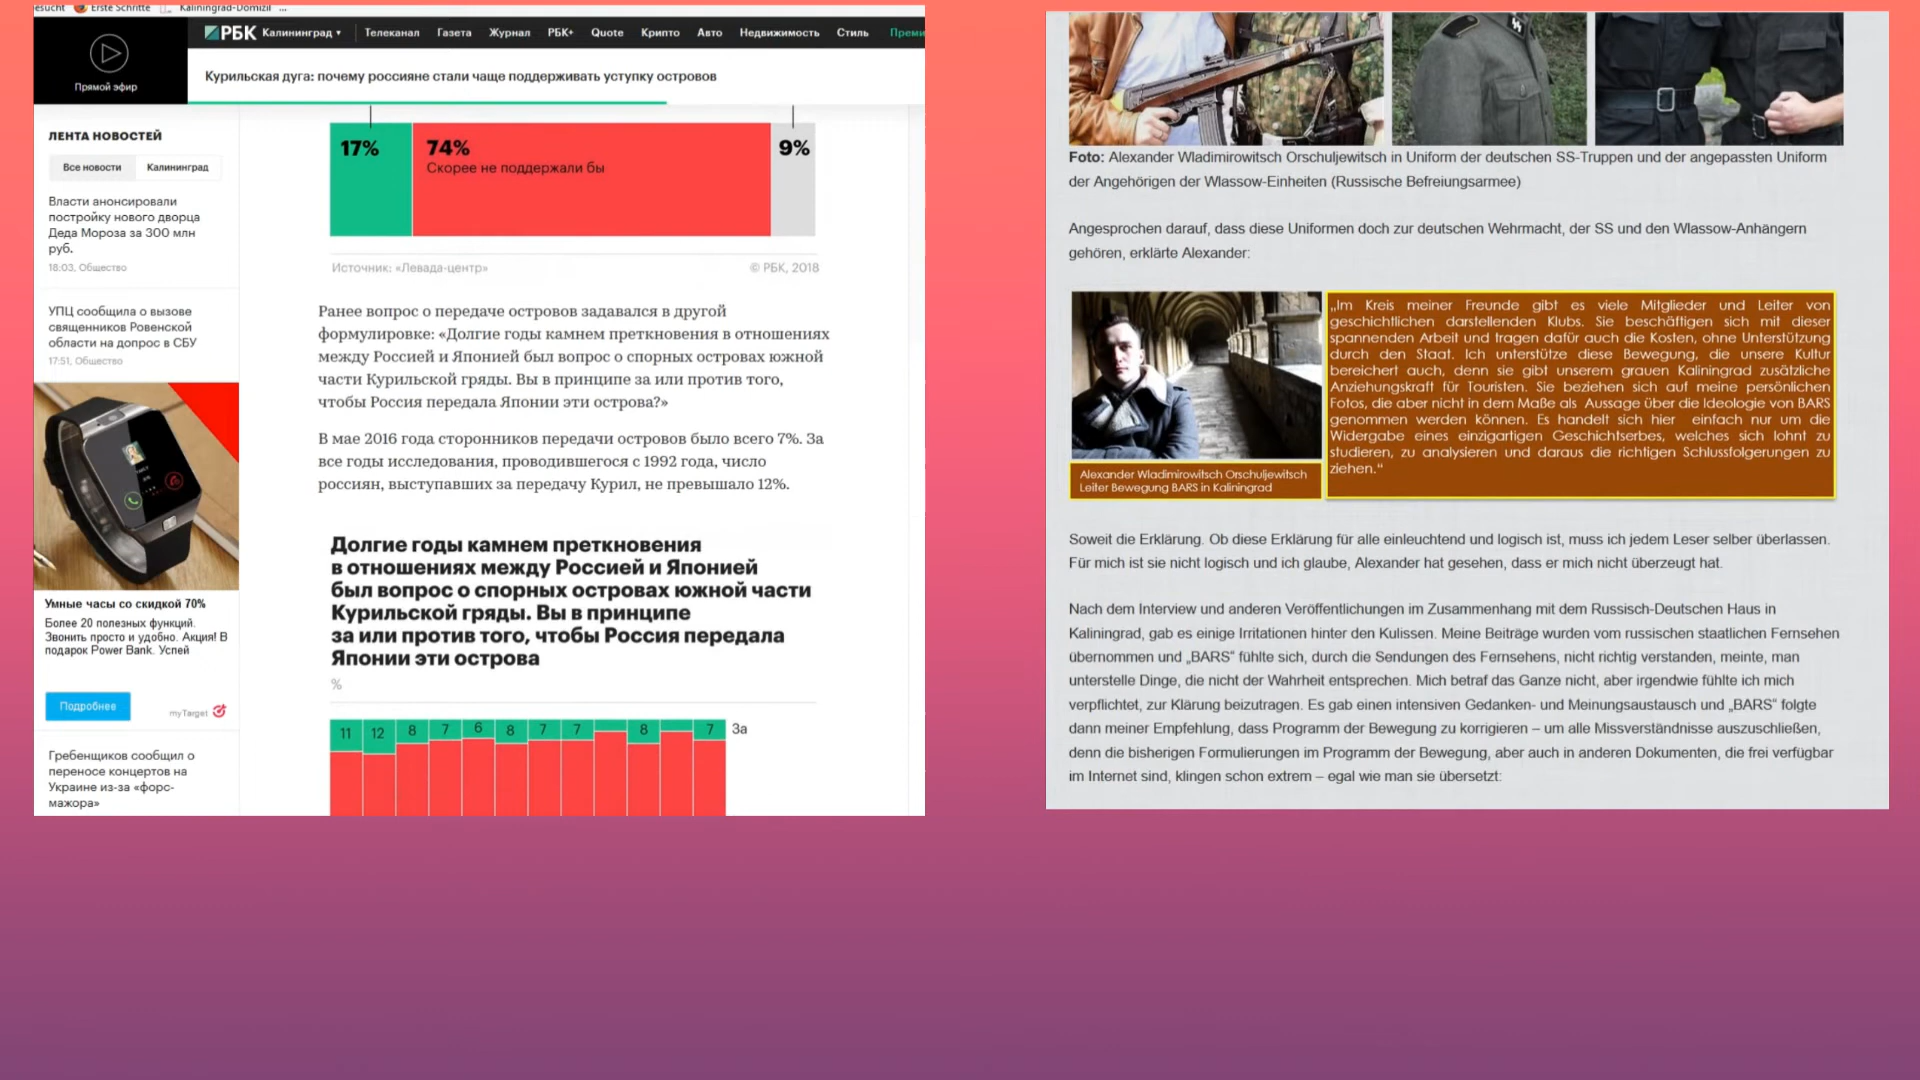 esucht Erste Schritte Kaliningrad-Domizil ...
Прямой эфир
РБК Калининград Телеканал Газета Журнал РБК+ Quote Крипто Авто Недвижимость Стиль
Курильская дуга: почему россияне стали чаще поддерживать уступку островов
ЛЕНТА НОВОСТЕЙ
Все новости Калининград
Власти анонсировали
постройку нового дворца
Деда Мороза за 300 млн
руб.
18:03, Общество
УПЦ сообщила о вызове
священников Ровенской
области на допрос в СБУ
17:51, Общество
Умные часы со скидкой 70%
Более 20 полезных функций.
Звонить просто и удобно. Акция! В
подарок Power Bank. Успей
Подробнее
myTarget
Гребенщиков сообщил о
переносе концертов на
Украине из-за «форс-
мажора»
17% 74% 9%
Скорее не поддержали бы
Источник: «Левада-центр» © РБК, 2018
Ранее вопрос о передаче островов задавался в другой
формулировке: «Долгие годы камнем преткновения в отношениях
между Россией и Японией был вопрос о спорных островах южной
части Курильской гряды. Вы в принципе за или против того,
чтобы Россия передала Японии эти острова?»
В мае 2016 года сторонников передачи островов было всего 7%. За
все годы исследования, проводившегося с 1992 года, число
россиян, выступавших за передачу Курил, не превышало 12%.
Долгие годы камнем преткновения
в отношениях между Россией и Японией
был вопрос о спорных островах южной части
Курильской гряды. Вы в принципе
за или против того, чтобы Россия передала
Японии эти острова
%
11 12 8 7 6 8 7 7 8 7 За
Foto: Alexander Wladimirowitsch Orschuljewitsch in Uniform der deutschen SS-Truppen und der angepassten Uniform
der Angehörigen der Wlassow-Einheiten (Russische Befreiungsarmee)
Angesprochen darauf, dass diese Uniformen doch zur deutschen Wehrmacht, der SS und den Wlassow-Anhängern
gehören, erklärte Alexander:
„Im Kreis meiner Freunde gibt es viele Mitglieder und Leiter von
geschichtlichen darstellenden Klubs. Sie beschäftigen sich mit dieser
spannenden Arbeit und tragen dafür auch die Kosten, ohne Unterstützung
durch den Staat. Ich unterstütze diese Bewegung, die unsere Kultur
bereichert auch, denn sie gibt unserem grauen Kaliningrad zusätzliche
Anziehungskraft für Touristen. Sie beziehen sich auf meine persönlichen
Fotos, die aber nicht in dem Maße als Aussage über die Ideologie von BARS
genommen werden können. Es handelt sich hier einfach nur um die
Widergabe eines einzigartigen Geschichtserbes, welches sich lohnt zu
studieren, zu analysieren und daraus die richtigen Schlussfolgerungen zu
ziehen.“
Alexander Wladimirowitsch Orschuljewitsch
Leiter Bewegung BARS in Kaliningrad
Soweit die Erklärung. Ob diese Erklärung für alle einleuchtend und logisch ist, muss ich jedem Leser selber überlassen.
Für mich ist sie nicht logisch und ich glaube, Alexander hat gesehen, dass er mich nicht überzeugt hat.
Nach dem Interview und anderen Veröffentlichungen im Zusammenhang mit dem Russisch-Deutschen Haus in
Kaliningrad, gab es einige Irritationen hinter den Kulissen. Meine Beiträge wurden vom russischen staatlichen Fernsehen
übernommen und „BARS“ fühlte sich, durch die Sendungen des Fernsehens, nicht richtig verstanden, meinte, man
unterstelle Dinge, die nicht der Wahrheit entsprechen. Mich betraf das Ganze nicht, aber irgendwie fühlte ich mich
verpflichtet, zur Klärung beizutragen. Es gab einen intensiven Gedanken- und Meinungsaustausch und „BARS“ folgte
dann meiner Empfehlung, dass Programm der Bewegung zu korrigieren – um alle Missverständnisse auszuschließen,
denn die bisherigen Formulierungen im Programm der Bewegung, aber auch in anderen Dokumenten, die frei verfügbar
im Internet sind, klingen schon extrem – egal wie man sie übersetzt: